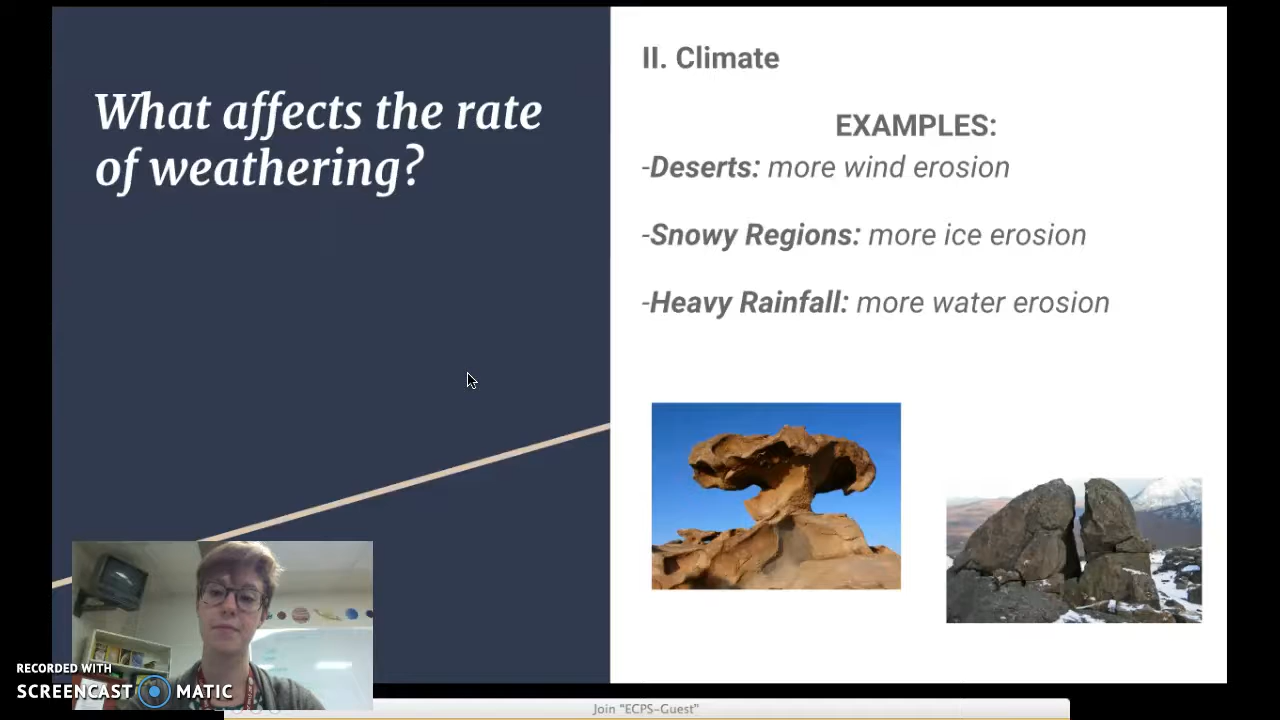 What affects the rate
of weathering?
II. Climate
EXAMPLES:
-Deserts: more wind erosion
-Snowy Regions: more ice erosion
-Heavy Rainfall: more water erosion
RECORDED WITH
SCREENCAST MATIC
Join "ECPS-Guest"